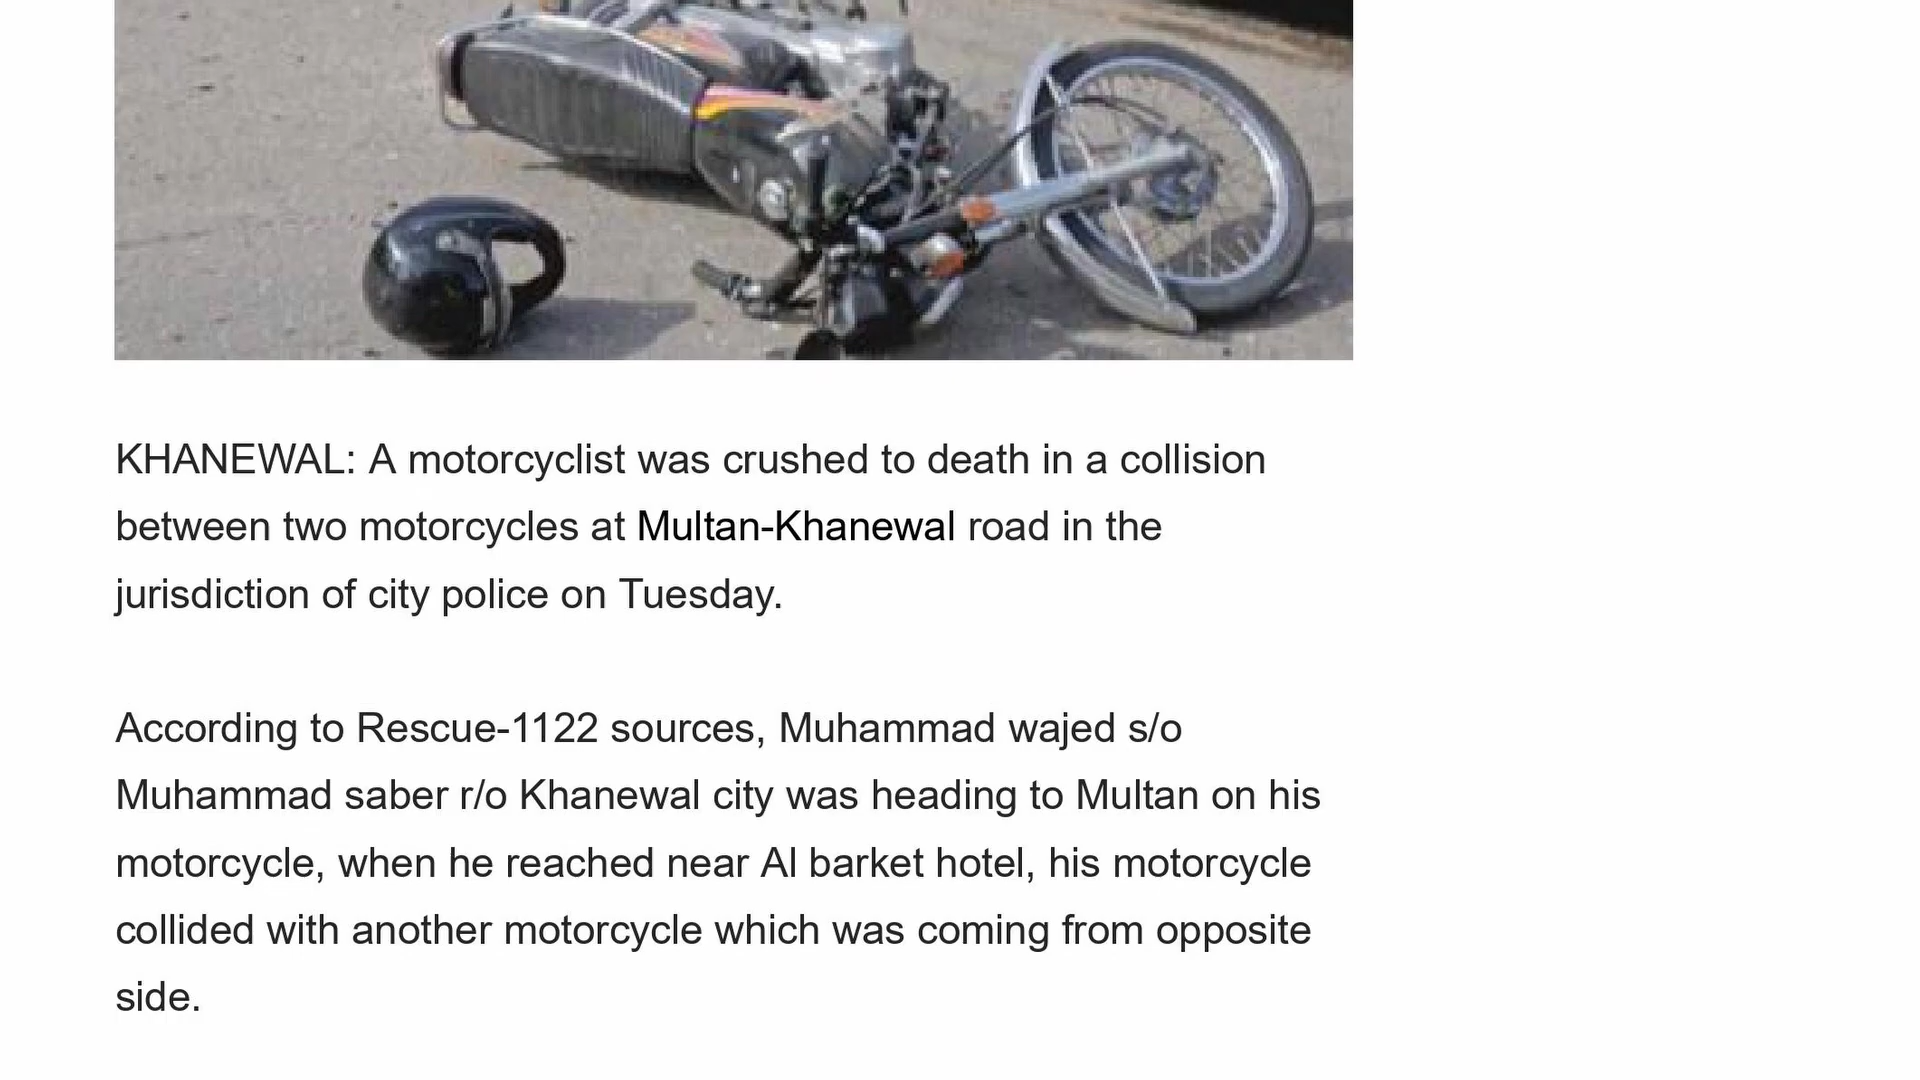 KHANEWAL: A motorcyclist was crushed to death in a collision
between two motorcycles at Multan-Khanewal road in the
jurisdiction of city police on Tuesday.
According to Rescue-1122 sources, Muhammad wajed s/o
Muhammad saber r/o Khanewal city was heading to Multan on his
motorcycle, when he reached near Al barket hotel, his motorcycle
collided with another motorcycle which was coming from opposite
side.